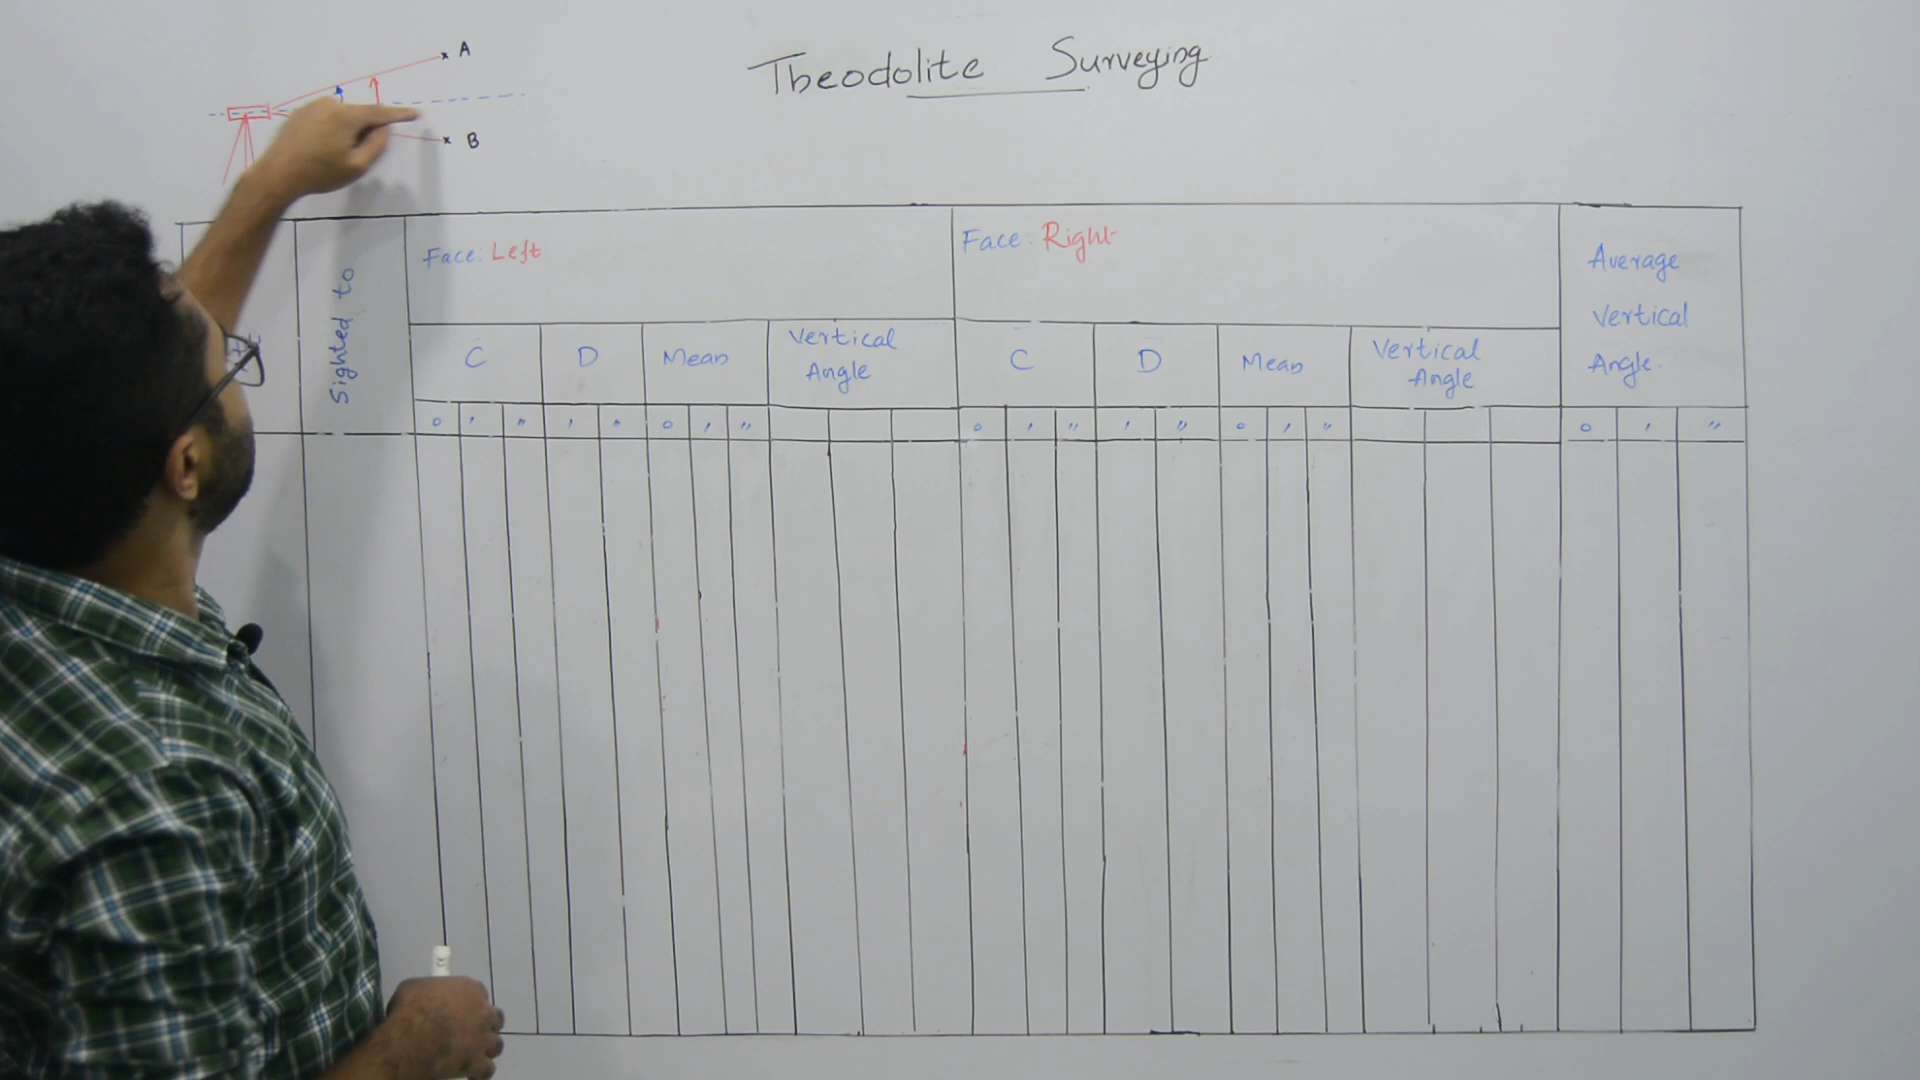 A
Theodolite Surveying
B
Sighted to
Face: Left
Face: Right
Average
Vertical
Angle.
C
D
Mean
Vertical
Angle
C
D
Mean
Vertical
Angle
o ' " ' " o ' " o ' " ' " o ' " o ' "